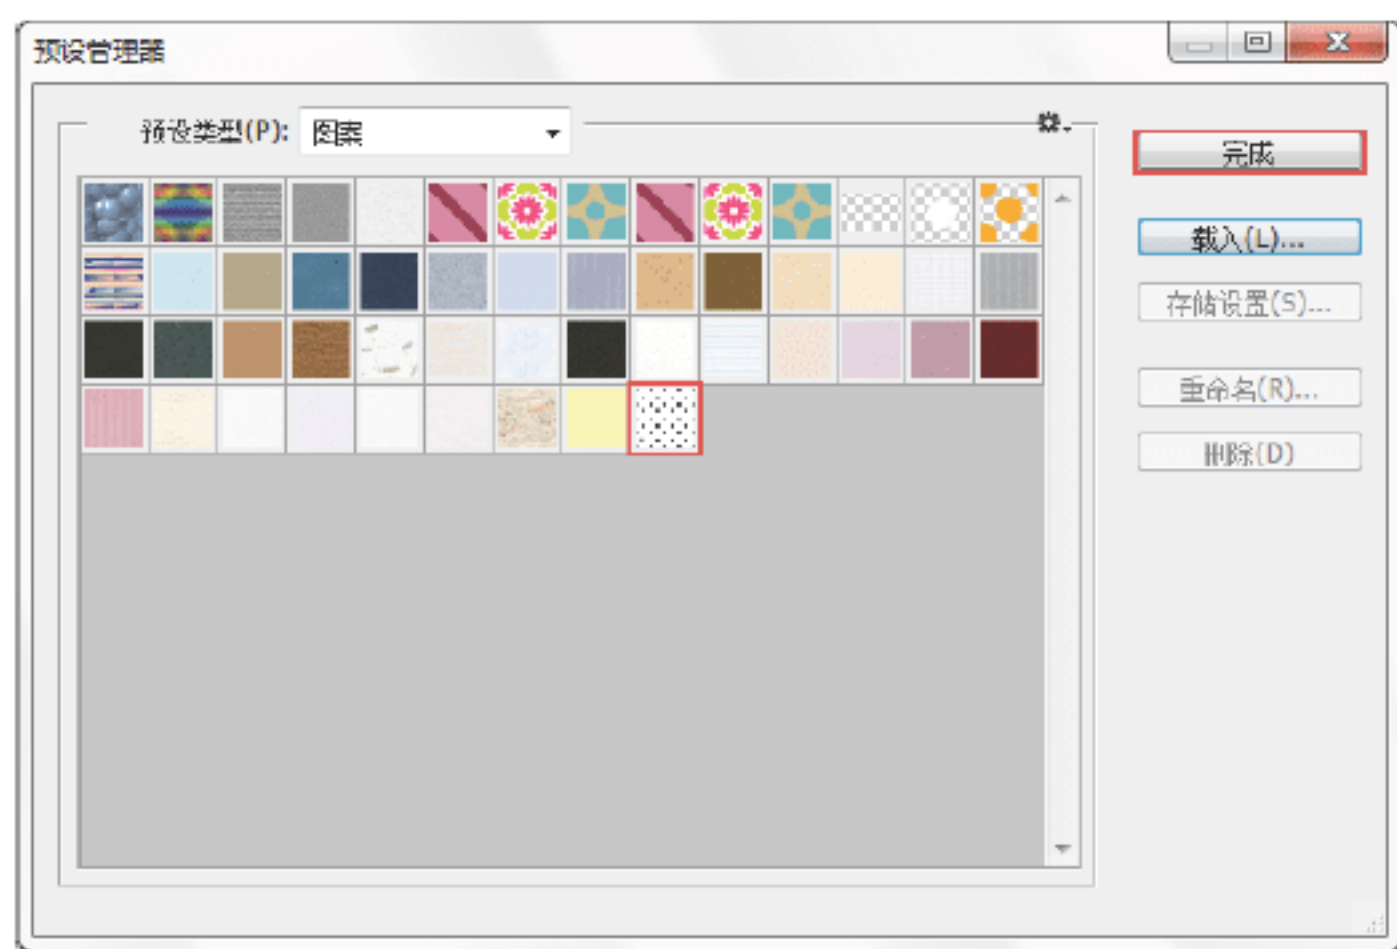 预设管理器
预设类型(P): 图案
完成
载入(L)...
存储设置(S)...
重命名(R)...
删除(D)